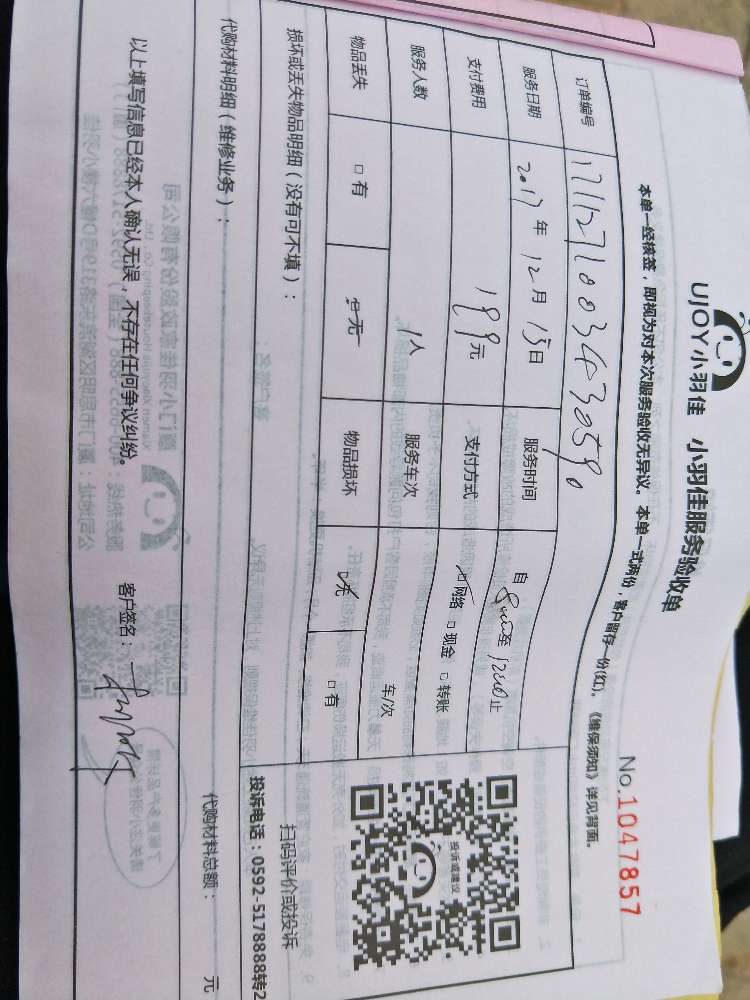 UJOY小羽佳 小羽佳服务验收单
No.1047857
本单一经核签，即视为对本次服务验收无异议。本单一式两份，客户留存一份(红)。《维保须知》详见背面。
订单编号
服务日期 2017年12月15日 服务时间 自8:00至12:00止
支付费用 199元 支付方式 网络 □现金 □转账
服务人数 1人 服务车次 车/次
物品丢失 □有 □无 物品损坏 □无 □有
损坏或丢失物品明细（没有可不填）：
代购材料明细（维修业务）：
代购材料总额： 元
以上填写信息已经本人确认无误，不存在任何争议纠纷。 客户签名：
投诉或建议
扫码评价或投诉
投诉电话：0592-5178888转2